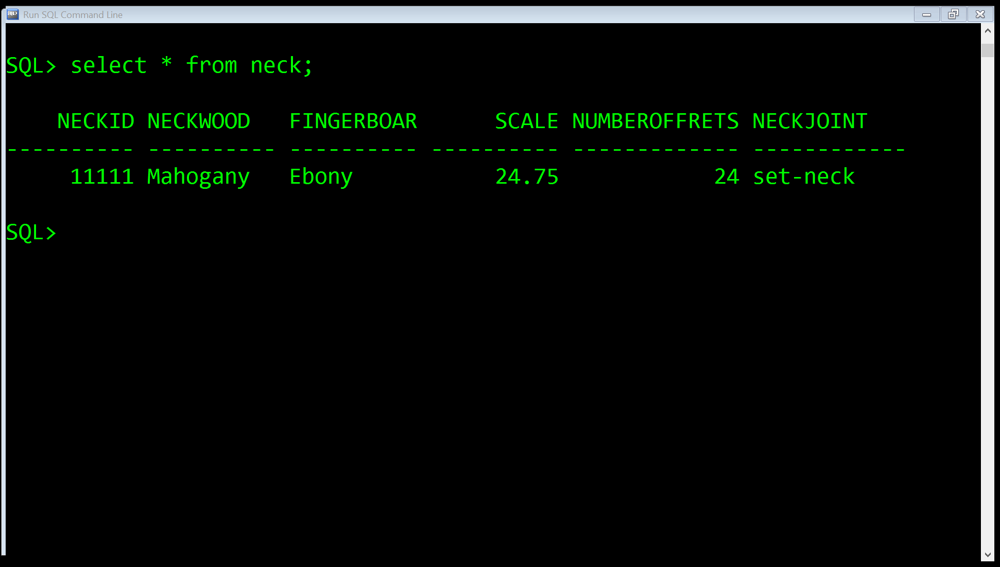 Run SQL Command Line
SQL> select * from neck;
    NECKID NECKWOOD   FINGERBOAR      SCALE NUMBEROFFRETS NECKJOINT
---------- ---------- ---------- ---------- ------------- ------------
     11111 Mahogany   Ebony           24.75            24 set-neck
SQL>